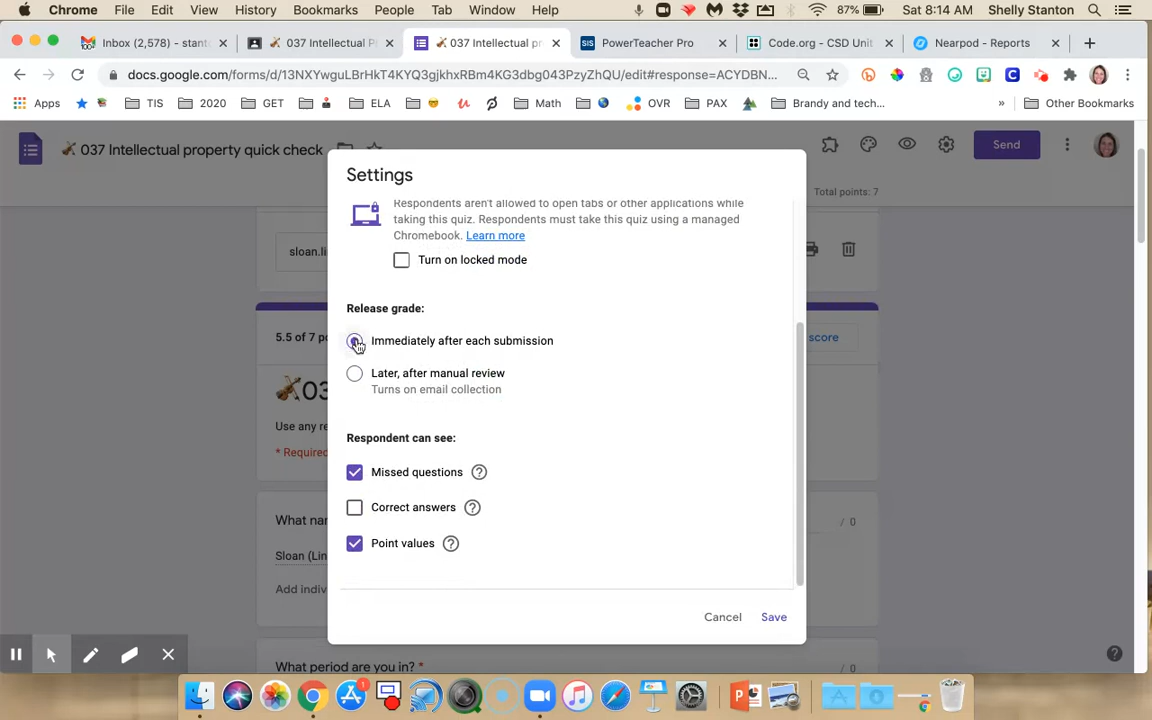 Chrome File Edit View History Bookmarks People Tab Window Help 87% Sat 8:14 AM Shelly Stanton
Inbox (2,578) - stant 037 Intellectual P 037 Intellectual pr PowerTeacher Pro Code.org - CSD Unit Nearpod - Reports
docs.google.com/forms/d/13NXYwguLBrHkT4KYQ3gjkhxRBm4KG3dbg043PzyZhQU/edit#response=ACYDBN...
Apps TIS 2020 GET ELA Math OVR PAX Brandy and tech... » Other Bookmarks
037 Intellectual property quick check Send
Total points: 7
Settings
Respondents aren't allowed to open tabs or other applications while
taking this quiz. Respondents must take this quiz using a managed
Chromebook. Learn more
sloan.li
Turn on locked mode
Release grade:
5.5 of 7 po
score
Immediately after each submission
Later, after manual review
Turns on email collection
03
Use any re
* Required
Respondent can see:
Missed questions
Correct answers
Point values
What nam
/ 0
Sloan (Lin
Add indiv
Cancel Save
What period are you in? *
/ 0